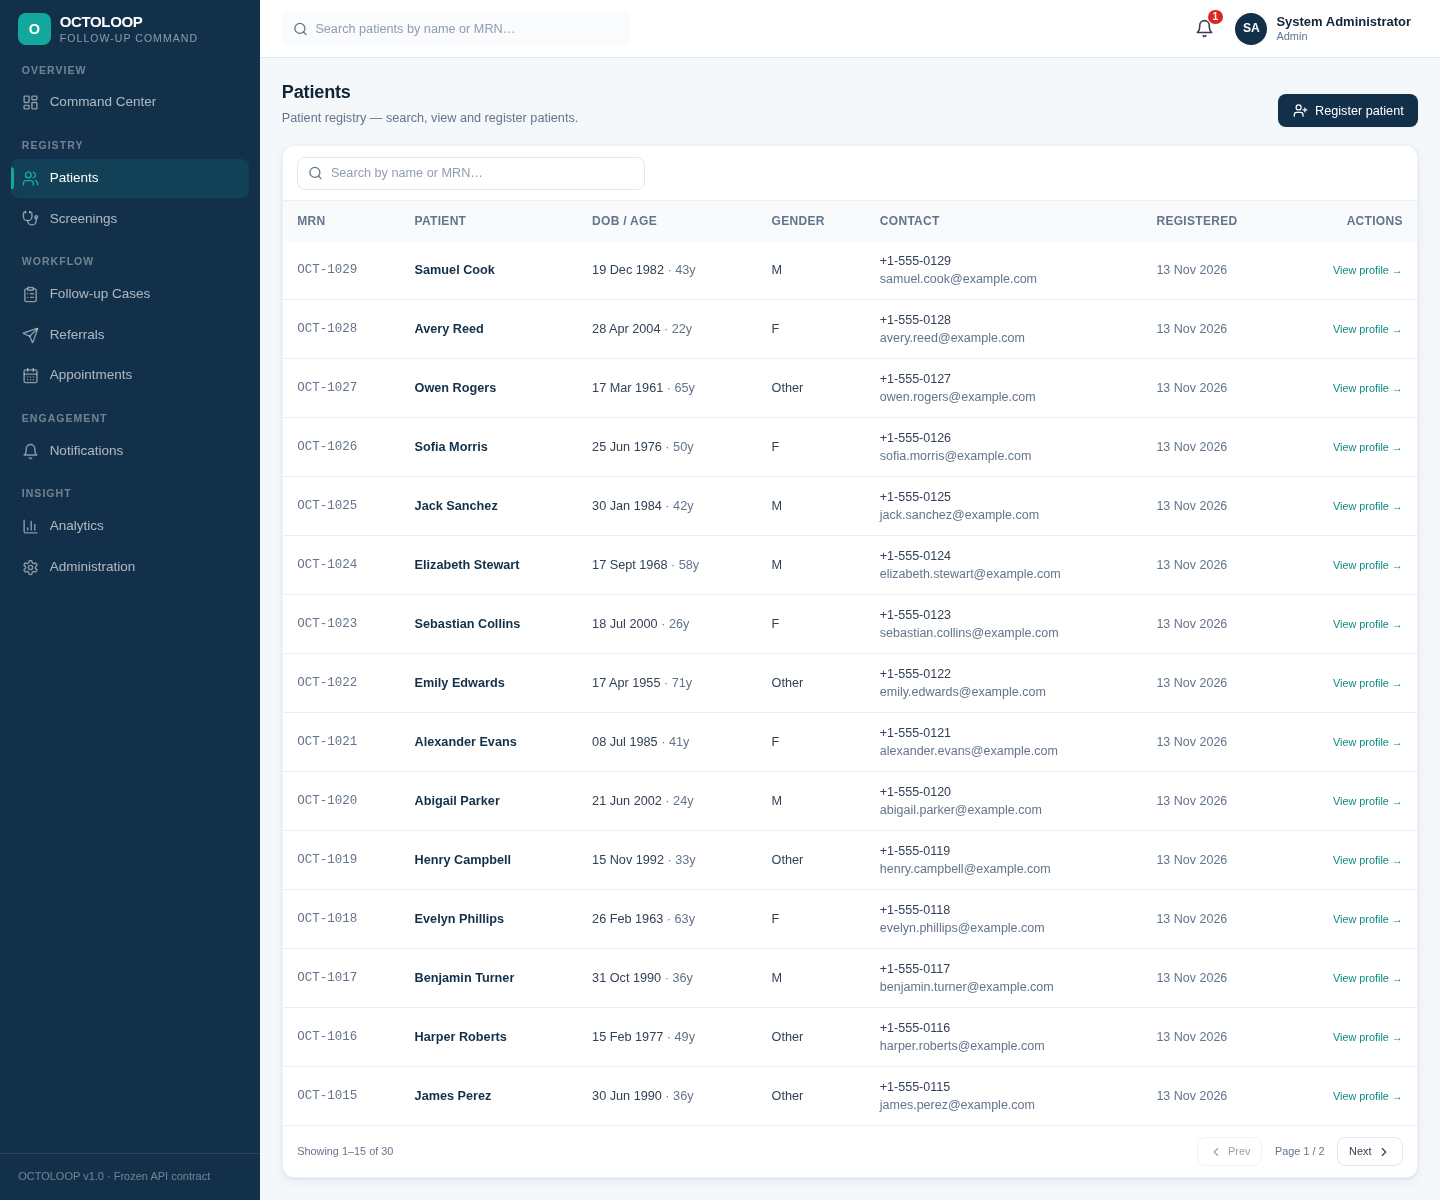 O
OCTOLOOP
FOLLOW-UP COMMAND
OVERVIEW
Command Center
REGISTRY
Patients
Screenings
WORKFLOW
Follow-up Cases
Referrals
Appointments
ENGAGEMENT
Notifications
INSIGHT
Analytics
Administration
OCTOLOOP v1.0 · Frozen API contract
Search patients by name or MRN…
1
SA
System Administrator
Admin
Patients
Patient registry — search, view and register patients.
Register patient
Search by name or MRN…
MRN PATIENT DOB / AGE GENDER CONTACT REGISTERED ACTIONS
OCT-1029 Samuel Cook 19 Dec 1982 · 43y M +1-555-0129 13 Nov 2026 View profile →
samuel.cook@example.com
OCT-1028 Avery Reed 28 Apr 2004 · 22y F +1-555-0128 13 Nov 2026 View profile →
avery.reed@example.com
OCT-1027 Owen Rogers 17 Mar 1961 · 65y Other +1-555-0127 13 Nov 2026 View profile →
owen.rogers@example.com
OCT-1026 Sofia Morris 25 Jun 1976 · 50y F +1-555-0126 13 Nov 2026 View profile →
sofia.morris@example.com
OCT-1025 Jack Sanchez 30 Jan 1984 · 42y M +1-555-0125 13 Nov 2026 View profile →
jack.sanchez@example.com
OCT-1024 Elizabeth Stewart 17 Sept 1968 · 58y M +1-555-0124 13 Nov 2026 View profile →
elizabeth.stewart@example.com
OCT-1023 Sebastian Collins 18 Jul 2000 · 26y F +1-555-0123 13 Nov 2026 View profile →
sebastian.collins@example.com
OCT-1022 Emily Edwards 17 Apr 1955 · 71y Other +1-555-0122 13 Nov 2026 View profile →
emily.edwards@example.com
OCT-1021 Alexander Evans 08 Jul 1985 · 41y F +1-555-0121 13 Nov 2026 View profile →
alexander.evans@example.com
OCT-1020 Abigail Parker 21 Jun 2002 · 24y M +1-555-0120 13 Nov 2026 View profile →
abigail.parker@example.com
OCT-1019 Henry Campbell 15 Nov 1992 · 33y Other +1-555-0119 13 Nov 2026 View profile →
henry.campbell@example.com
OCT-1018 Evelyn Phillips 26 Feb 1963 · 63y F +1-555-0118 13 Nov 2026 View profile →
evelyn.phillips@example.com
OCT-1017 Benjamin Turner 31 Oct 1990 · 36y M +1-555-0117 13 Nov 2026 View profile →
benjamin.turner@example.com
OCT-1016 Harper Roberts 15 Feb 1977 · 49y Other +1-555-0116 13 Nov 2026 View profile →
harper.roberts@example.com
OCT-1015 James Perez 30 Jun 1990 · 36y Other +1-555-0115 13 Nov 2026 View profile →
james.perez@example.com
Showing 1–15 of 30
Prev Page 1 / 2 Next